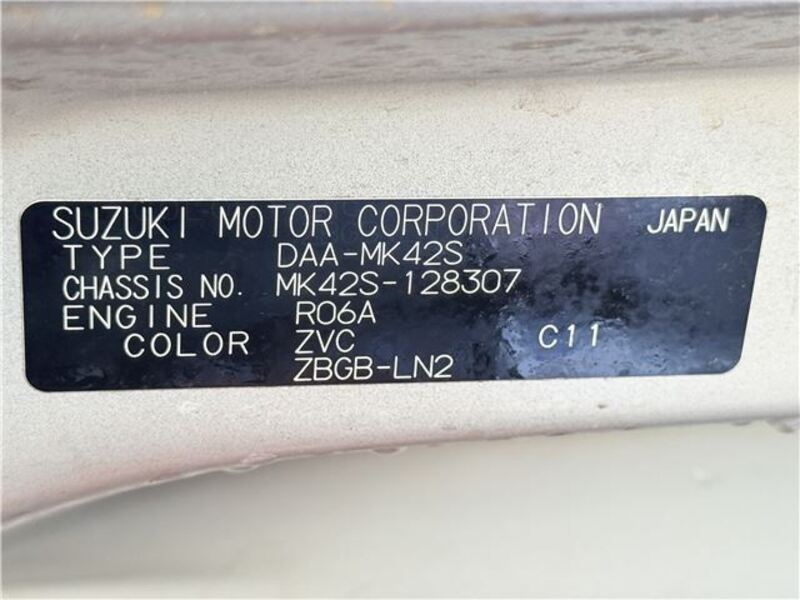 SUZUKI MOTOR CORPORATION JAPAN
TYPE DAA-MK42S
CHASSIS NO. MK42S-128307
ENGINE R06A
COLOR ZVC C11
ZBGB-LN2